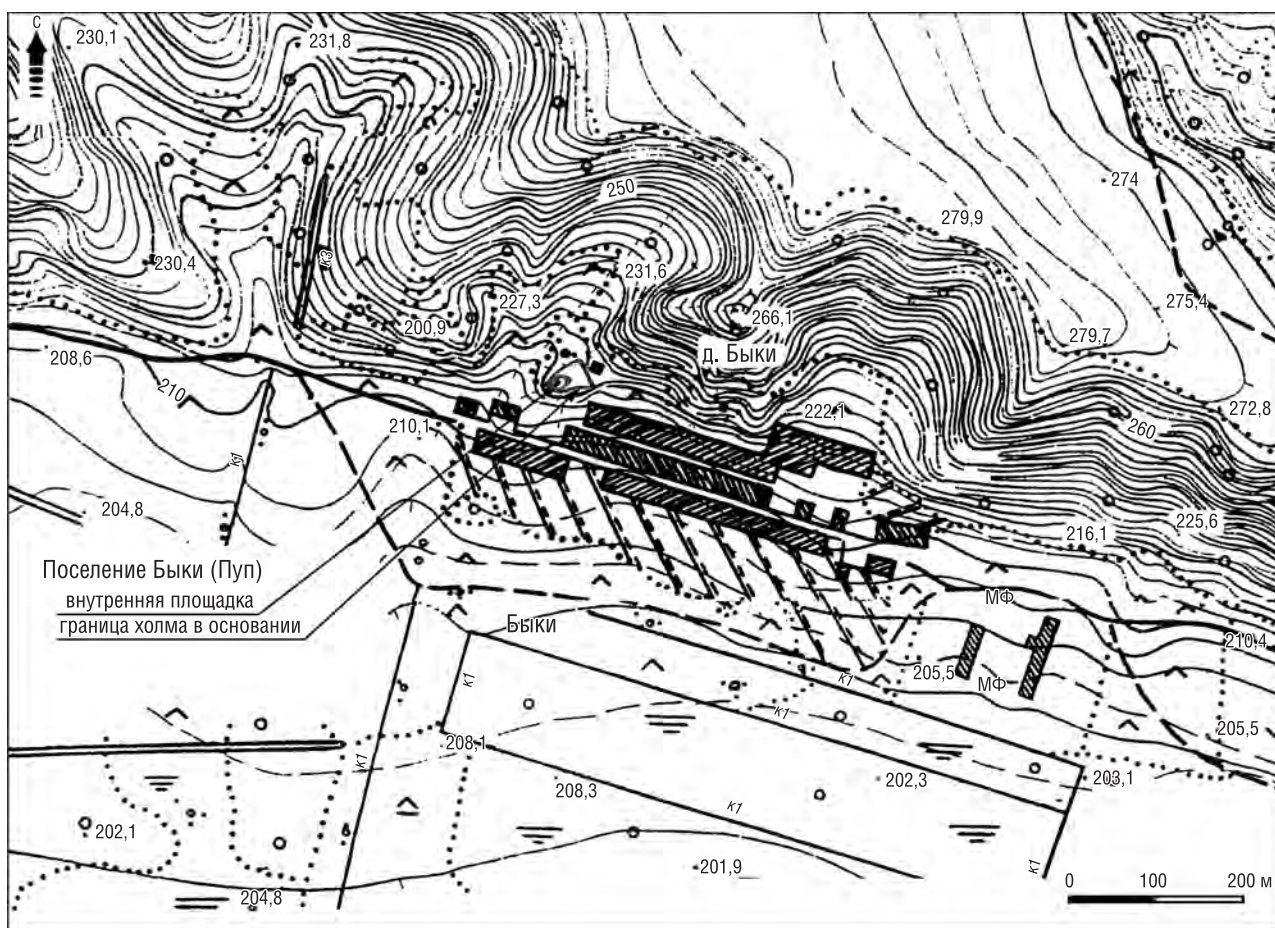 С
230,1
231,8
250
274
279,9
230,4
к3
231,6
227,3
275,4
200,9
266,1
279,7
208,6
д. Быки
210
222,1
272,8
210,1
260
к1
204,8
225,6
216,1
Поселение Быки (Пуп)
внутренняя площадка
граница холма в основании
МФ
Быки
210,4
к1
205,5
МФ
к1
к1
205,5
208,1
к1
208,3
202,3
203,1
к1
202,1
201,9
к1
204,8
0 100 200 м